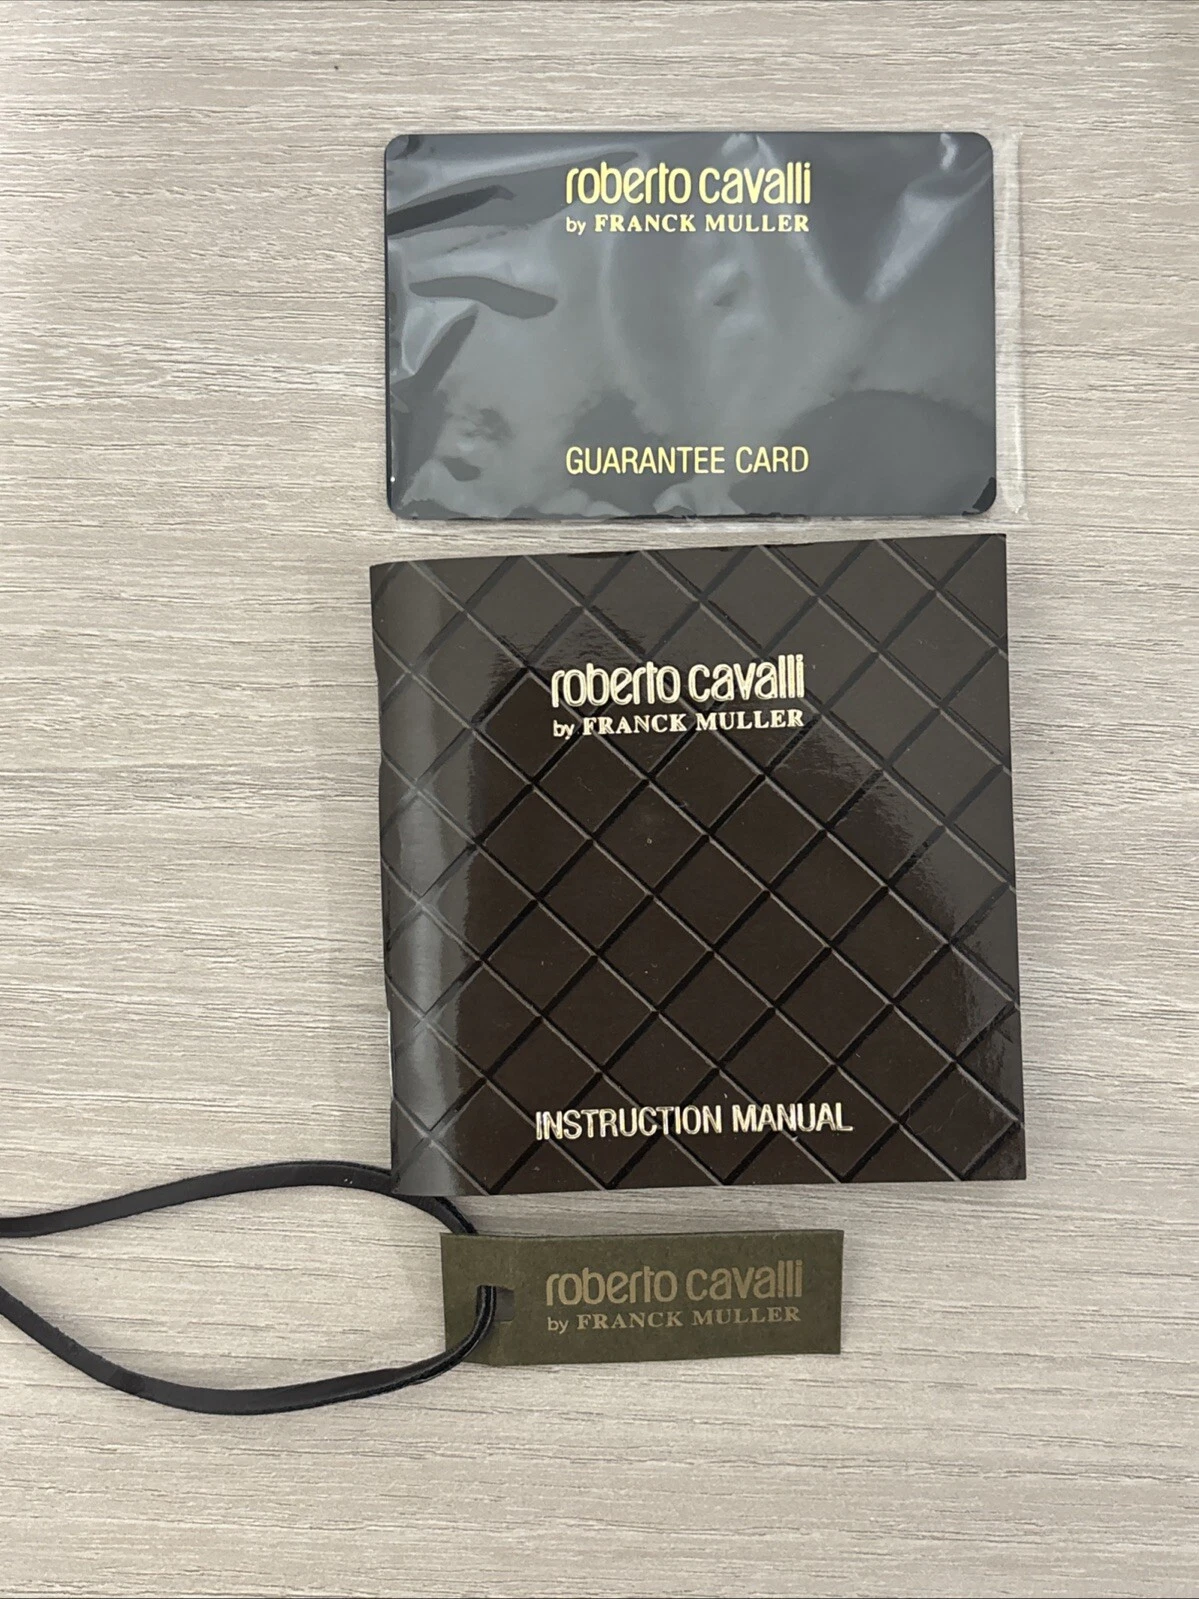 roberto cavalli
by FRANCK MULLER
GUARANTEE CARD
roberto cavalli
by FRANCK MULLER
INSTRUCTION MANUAL
roberto cavalli
by FRANCK MULLER